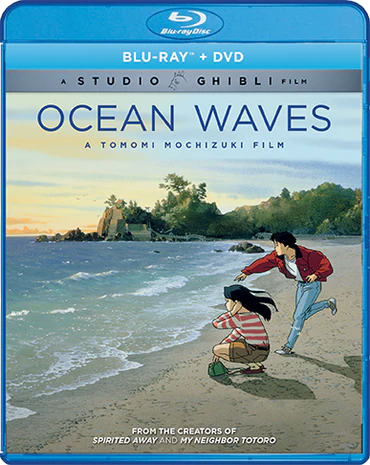 Blu-ray Disc
BLU-RAY™ + DVD
A STUDIO GHIBLI FILM
OCEAN WAVES
A TOMOMI MOCHIZUKI FILM
FROM THE CREATORS OF
SPIRITED AWAY AND MY NEIGHBOR TOTORO